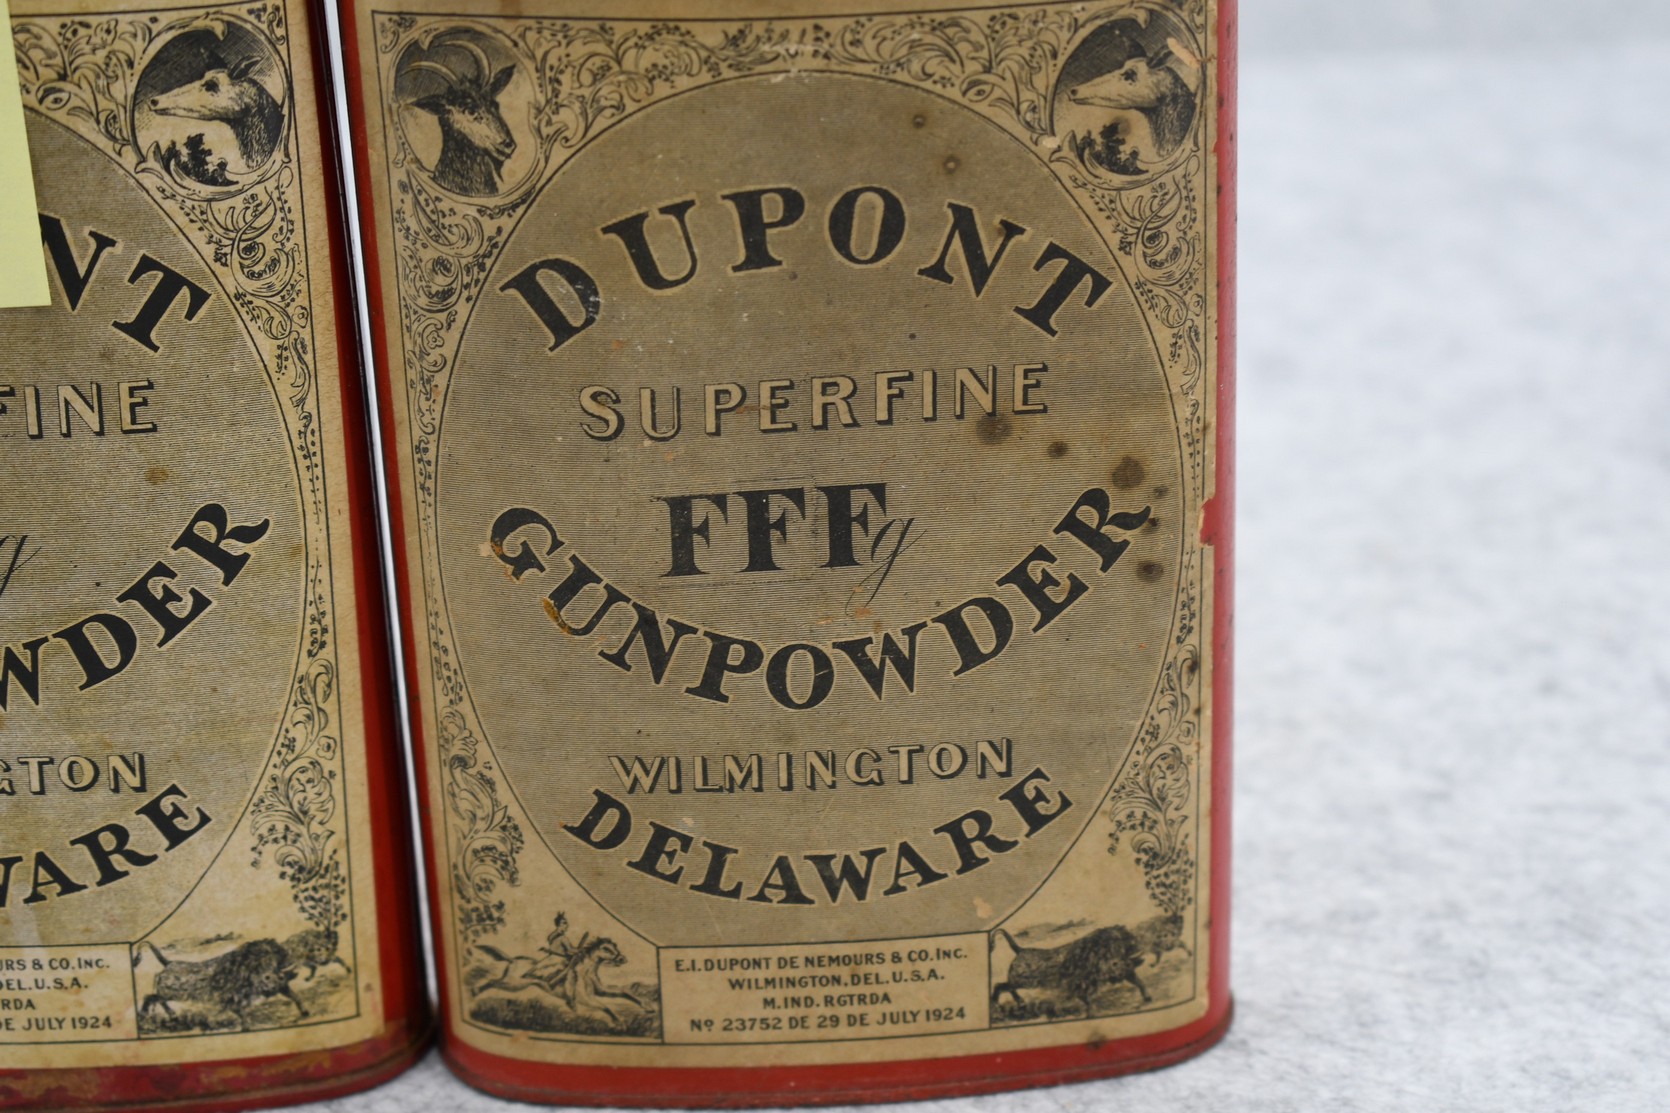 NT
FINE
g
WDER
GTON
WARE
URS & CO. INC.
DEL. U.S.A.
RTRDA
DE JULY 1924
DUPONT
SUPERFINE
FFFg
GUNPOWDER
WILMINGTON
DELAWARE
E.I. DUPONT DE NEMOURS & CO. INC.
WILMINGTON, DEL. U.S.A.
M. IND. RGTRDA
Nº 23752 DE 29 DE JULY 1924